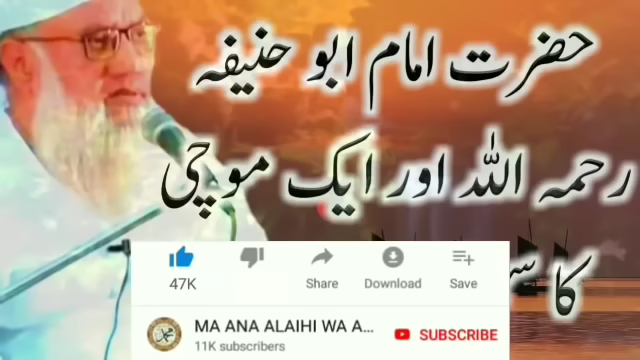 حضرت امام ابو حنیفہ
رحمہ اللہ اور ایک موچی
کا
47K
Share
Download
Save
MA ANA ALAIHI WA A...
11K subscribers
SUBSCRIBE